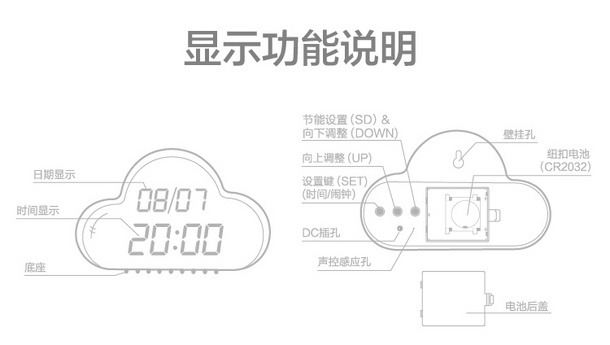 显示功能说明
日期显示
08/07
时间显示
20:00
底座
节能设置（SD）&
向下调整（DOWN）
向上调整（UP）
设置键（SET）
(时间/闹钟)
DC插孔
声控感应孔
壁挂孔
纽扣电池
（CR2032）
电池后盖